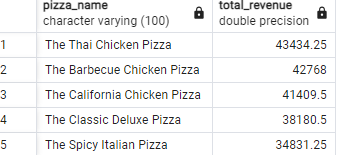 pizza_name total_revenue
character varying (100) double precision
1 The Thai Chicken Pizza 43434.25
2 The Barbecue Chicken Pizza 42768
3 The California Chicken Pizza 41409.5
4 The Classic Deluxe Pizza 38180.5
5 The Spicy Italian Pizza 34831.25